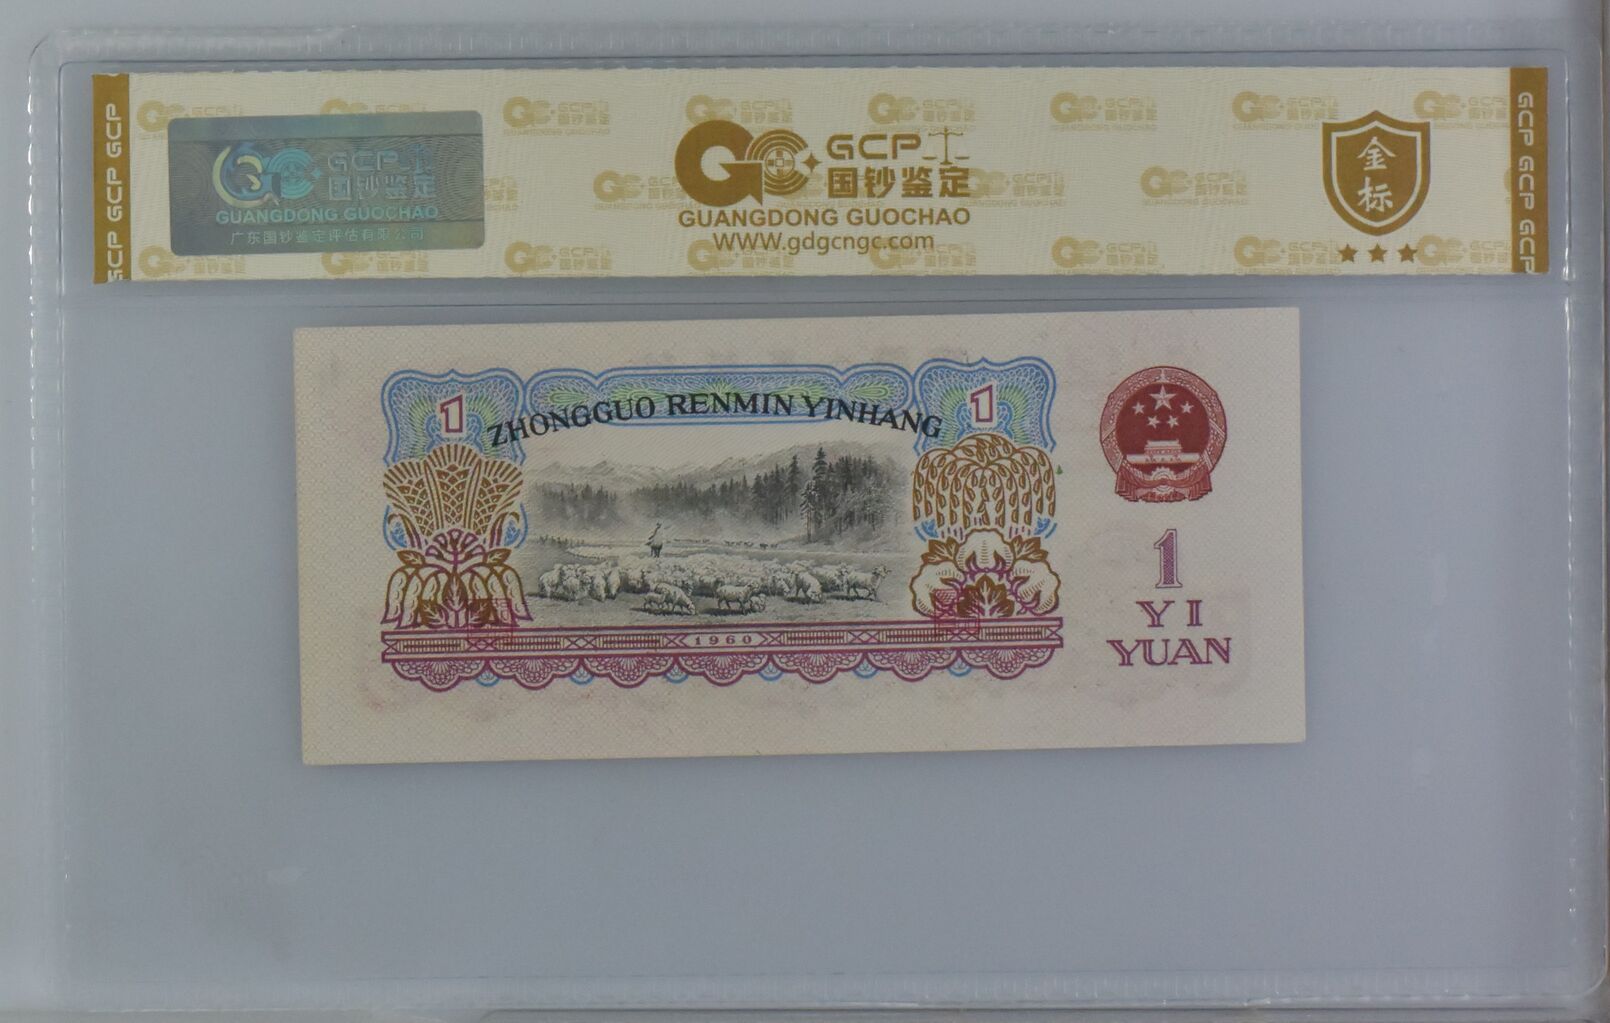 GCP GCP GCP
GCP
国钞鉴定
GUANGDONG GUOCHAO
广东国钞鉴定评估有限公司
GCP
国钞鉴定
GUANGDONG GUOCHAO
WWW.gdgcngc.com
金
标
GCP GCP GCP
1
ZHONGGUO RENMIN YINHANG
1
1960
1
YI
YUAN